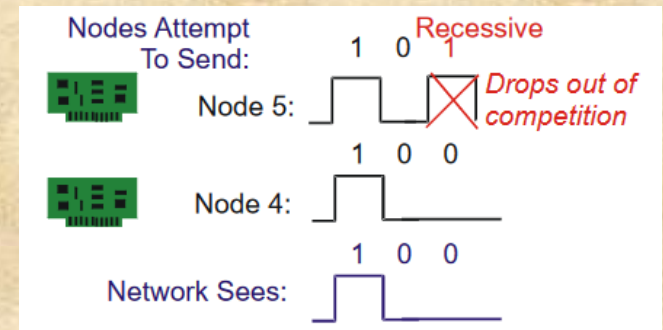 Nodes Attempt
To Send:
Recessive
1 0 1
Node 5:
Drops out of
competition
1 0 0
Node 4:
1 0 0
Network Sees: